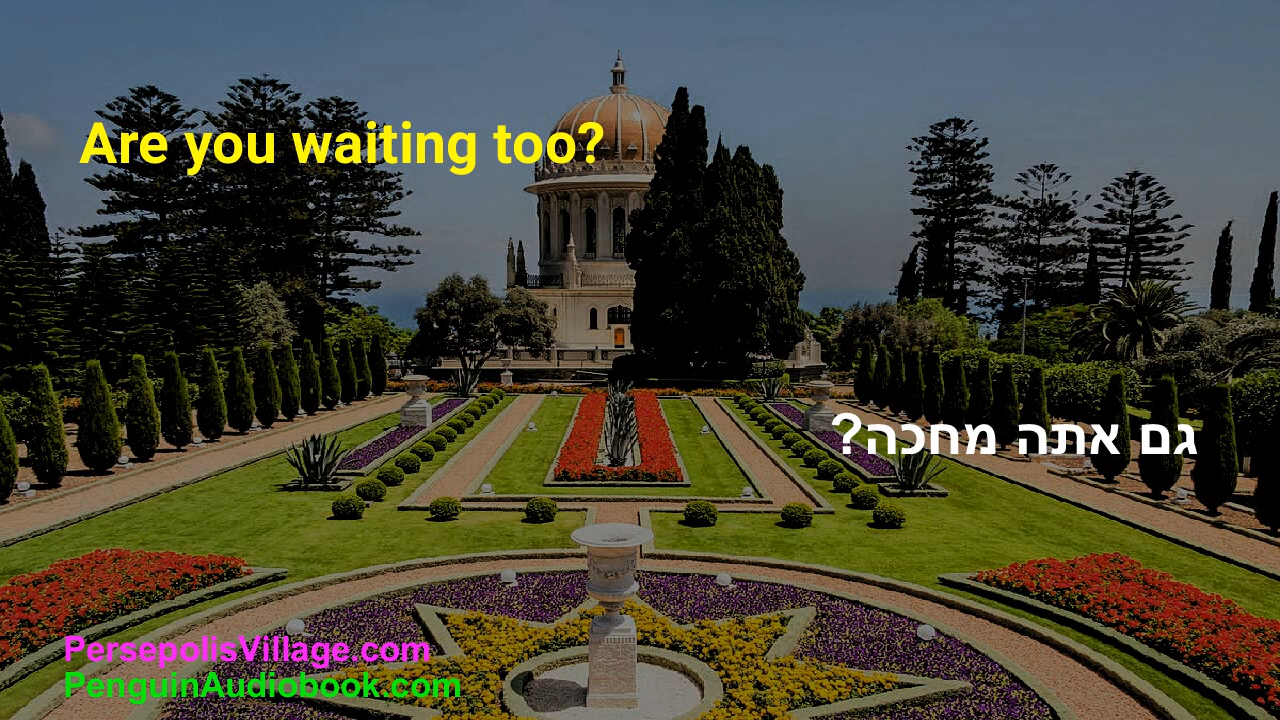 Are you waiting too?
גם אתה מחכה?
PersepolisVillage.com
PenguinAudiobook.com